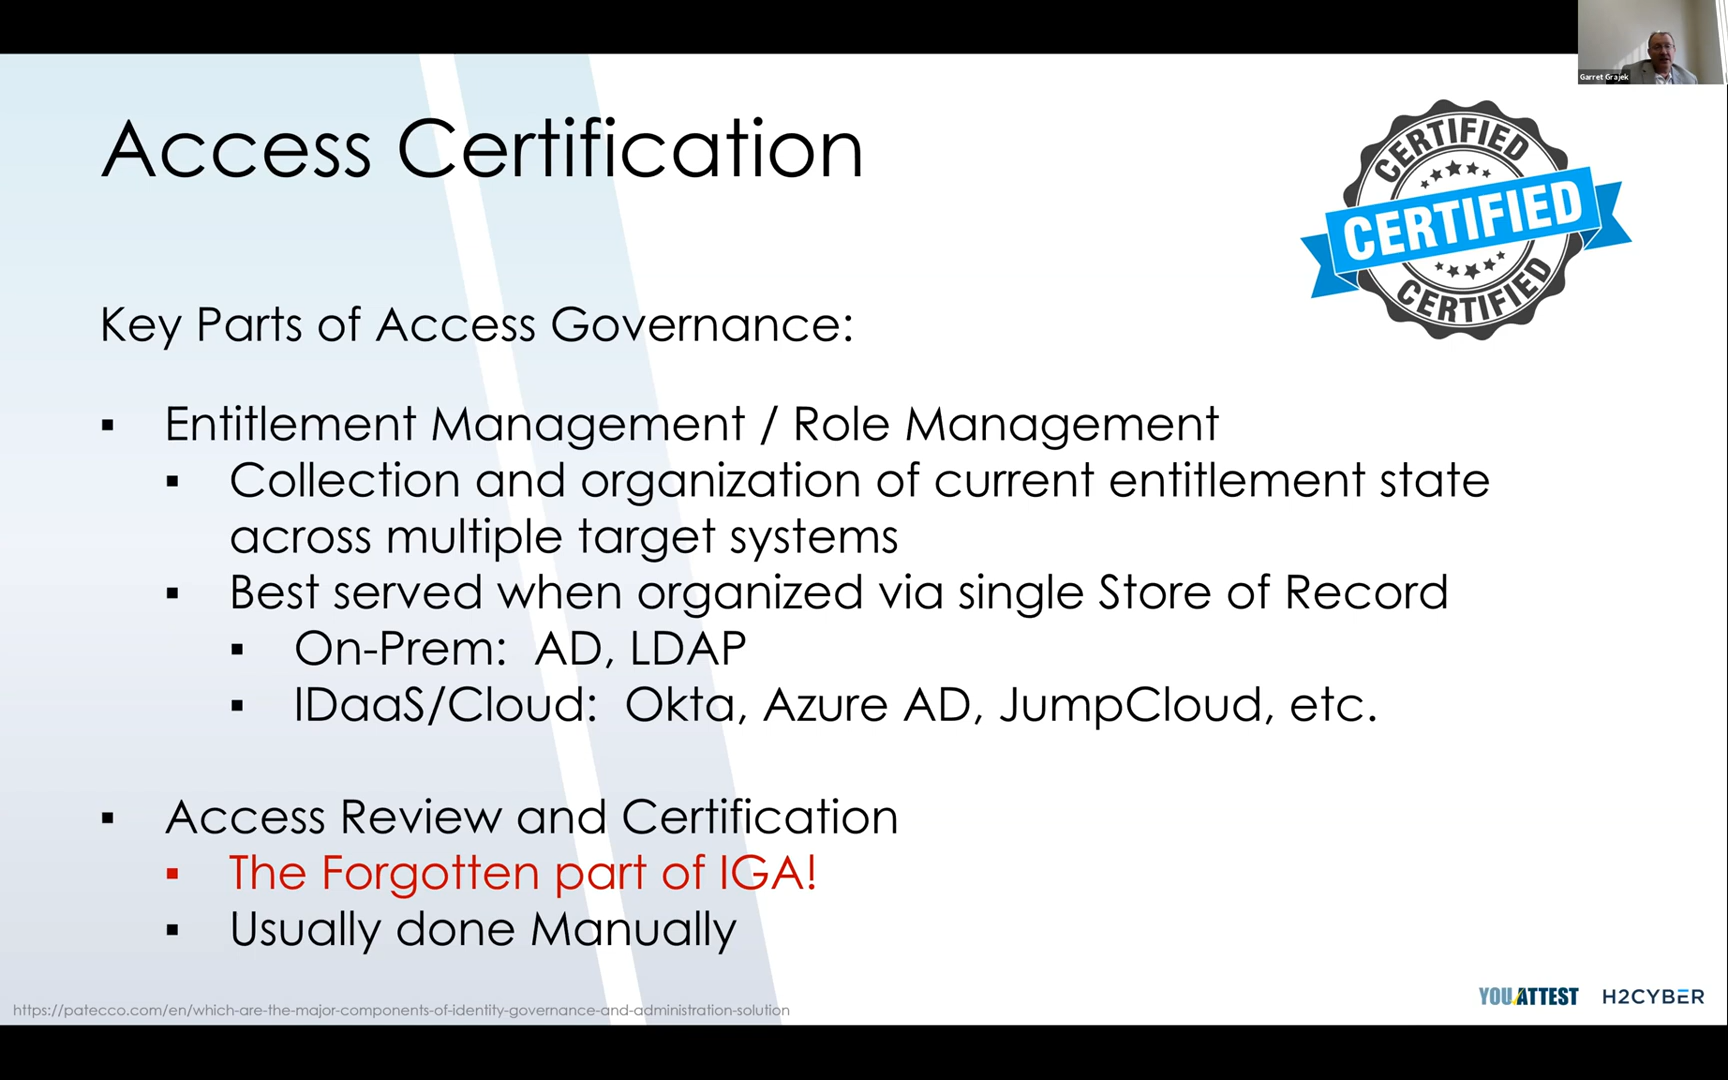 Garret Grajek
Access Certification
CERTIFIED
CERTIFIED
CERTIFIED
Key Parts of Access Governance:
▪ Entitlement Management / Role Management
▪ Collection and organization of current entitlement state
across multiple target systems
▪ Best served when organized via single Store of Record
▪ On-Prem: AD, LDAP
▪ IDaaS/Cloud: Okta, Azure AD, JumpCloud, etc.
▪ Access Review and Certification
▪ The Forgotten part of IGA!
▪ Usually done Manually
https://patecco.com/en/which-are-the-major-components-of-identity-governance-and-administration-solution
YOUATTEST H2CYBER